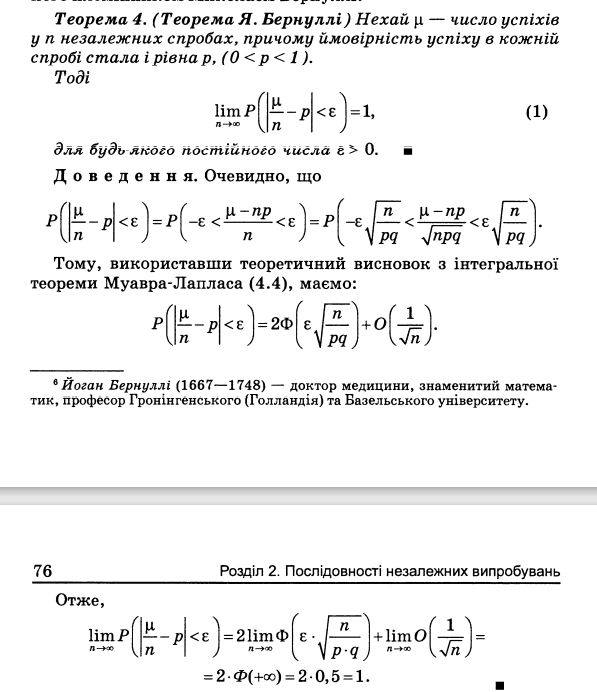 Теорема 4. (Теорема Я. Бернуллі) Нехай μ — число успіхів
у n незалежних спробах, причому ймовірність успіху в кожній
спробі стала і рівна p, (0 < p < 1).
Тоді
lim P(|μ/n − p| < ε) = 1, (1)
n→∞
для будь-якого постійного числа ε > 0. ■
Доведення. Очевидно, що
P(|μ/n − p| < ε) = P(−ε < (μ−np)/n < ε) = P(−ε√(n/pq) < (μ−np)/√npq < ε√(n/pq)).
Тому, використавши теоретичний висновок з інтегральної
теореми Муавра-Лапласа (4.4), маємо:
P(|μ/n − p| < ε) = 2Φ(ε√(n/pq)) + O(1/√n).
⁶ Йоган Бернуллі (1667—1748) — доктор медицини, знаменитий матема-
тик, професор Гронінгенського (Голландія) та Базельського університету.
76 Розділ 2. Послідовності незалежних випробувань
Отже,
lim P(|μ/n − p| < ε) = 2 lim Φ(ε·√(n/p·q)) + lim O(1/√n) =
n→∞ n→∞ n→∞
= 2·Φ(+∞) = 2·0,5 = 1. ■